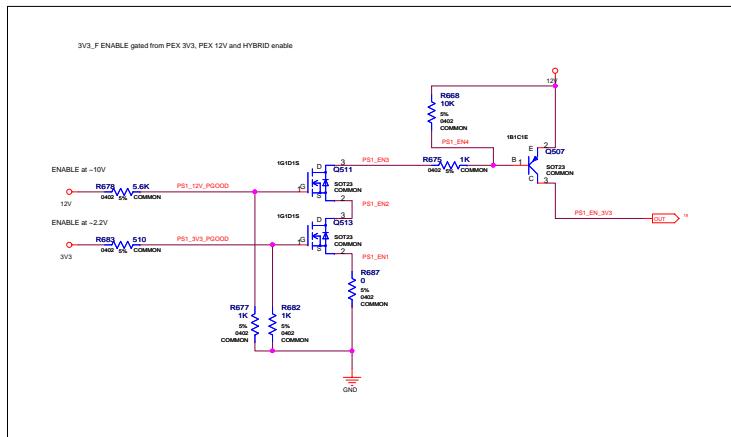 3V3_F ENABLE gated from PEX 3V3, PEX 12V and HYBRID enable
12V
R668
10K
5%
0402
COMMON
PS1_EN4
1B1C1E
E
2
Q507
B
1
SOT23
COMMON
C
3
1G1D1S
D
3
PS1_EN3
Q511
R675
1K
0402
5%
COMMON
SOT23
COMMON
1
G
S
2
ENABLE at ~10V
R678
5.6K
PS1_12V_PGOOD
0402
5%
COMMON
12V
PS1_EN2
1G1D1S
D
3
Q513
PS1_EN_3V3
OUT
ENABLE at ~2.2V
R683
510
PS1_3V3_PGOOD
0402
5%
COMMON
3V3
1
G
S
2
SOT23
COMMON
PS1_EN1
R687
0
5%
0402
COMMON
R677
1K
5%
0402
COMMON
R682
1K
5%
0402
COMMON
GND